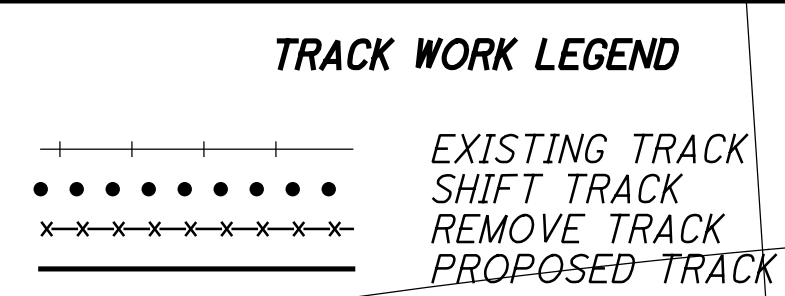 TRACK WORK LEGEND
EXISTING TRACK
SHIFT TRACK
REMOVE TRACK
PROPOSED TRACK